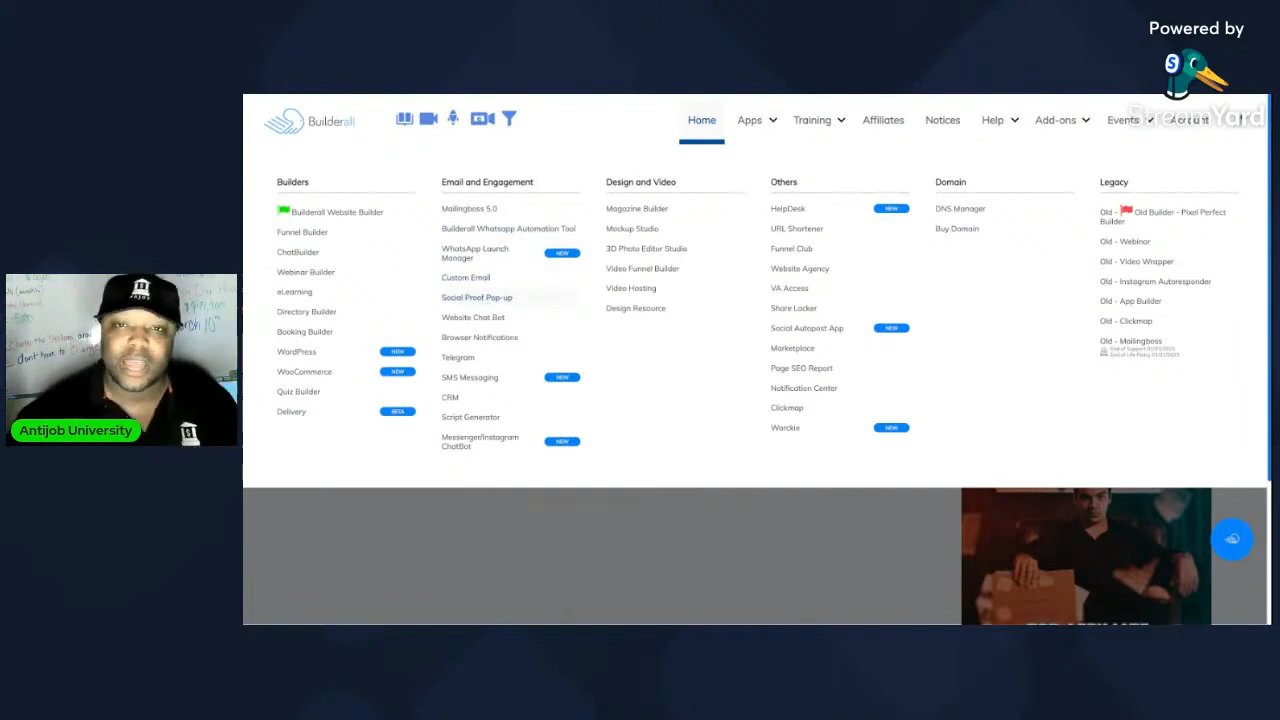 Powered by
S
StreamYard
Builderall
Home
Apps
Training
Affiliates
Notices
Help
Add-ons
Events
Account
Builders
Builderall Website Builder
Funnel Builder
ChatBuilder
Webinar Builder
eLearning
Directory Builder
Booking Builder
WordPress NEW
WooCommerce NEW
Quiz Builder
Delivery BETA
Email and Engagement
Mailingboss 5.0
Builderall Whatsapp Automation Tool
WhatsApp Launch NEW
Manager
Custom Email
Social Proof Pop-up
Website Chat Bot
Browser Notifications
Telegram
SMS Messaging NEW
CRM
Script Generator
Messenger/Instagram NEW
ChatBot
Design and Video
Magazine Builder
Mockup Studio
3D Photo Editor Studio
Video Funnel Builder
Video Hosting
Design Resource
Others
HelpDesk NEW
URL Shortener
Funnel Club
Website Agency
VA Access
Share Locker
Social Autopost App NEW
Marketplace
Page SEO Report
Notification Center
Clickmap
Worckie NEW
Domain
DNS Manager
Buy Domain
Legacy
Old - Old Builder - Pixel Perfect
Builder
Old - Webinar
Old - Video Wrapper
Old - Instagram Autoresponder
Old - App Builder
Old - Clickmap
Old - Mailingboss
Antijob University